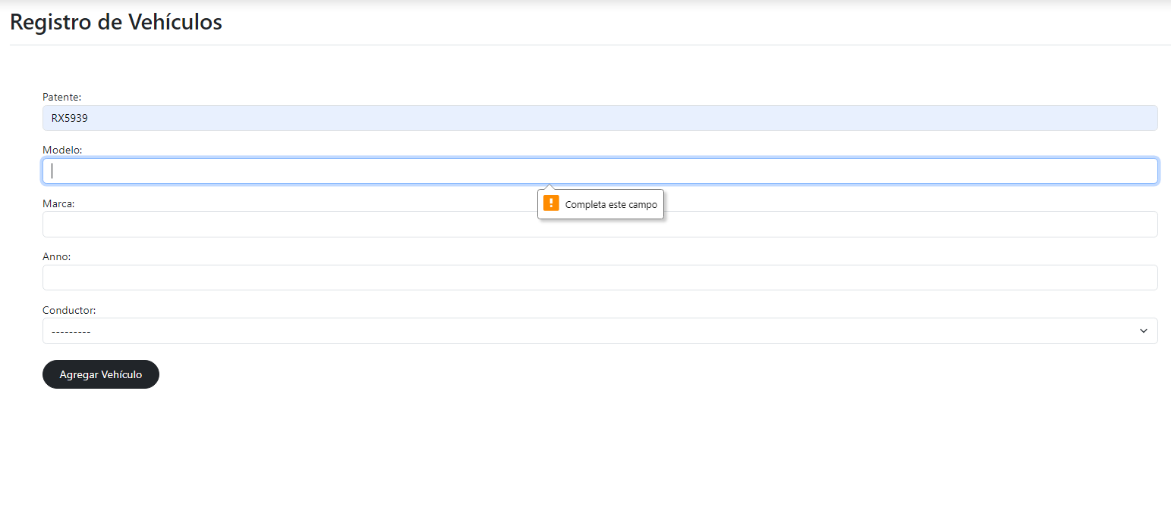 Registro de Vehículos
Patente:
RX5939
Modelo:
Completa este campo
Marca:
Anno:
Conductor:
---------
Agregar Vehículo